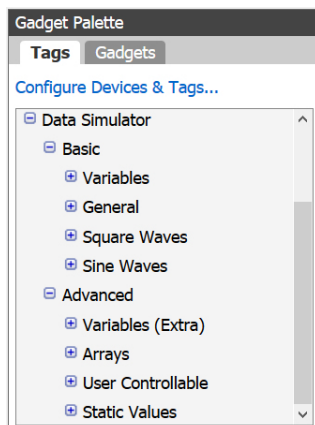 Gadget Palette
Tags Gadgets
Configure Devices & Tags...
Data Simulator
Basic
Variables
General
Square Waves
Sine Waves
Advanced
Variables (Extra)
Arrays
User Controllable
Static Values